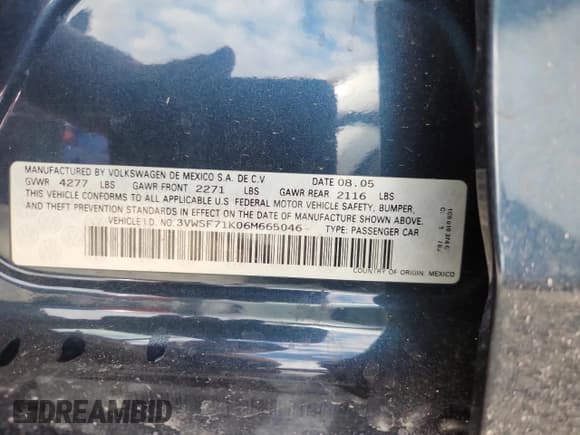 MANUFACTURED BY VOLKSWAGEN DE MEXICO S.A. DE C.V DATE 08.05
GVWR 4277 LBS GAWR FRONT 2271 LBS GAWR REAR 2116 LBS
THIS VEHICLE CONFORMS TO ALL APPLICABLE U.S. FEDERAL MOTOR VEHICLE SAFETY, BUMPER,
AND THEFT PREVENTION STANDARDS IN EFFECT ON THE DATE OF MANUFACTURE SHOWN ABOVE.
VEHICLE I.D. NO. 3VWSF71K06M665046 - TYPE: PASSENGER CAR
COUNTRY OF ORIGIN: MEXICO
DREAMBID